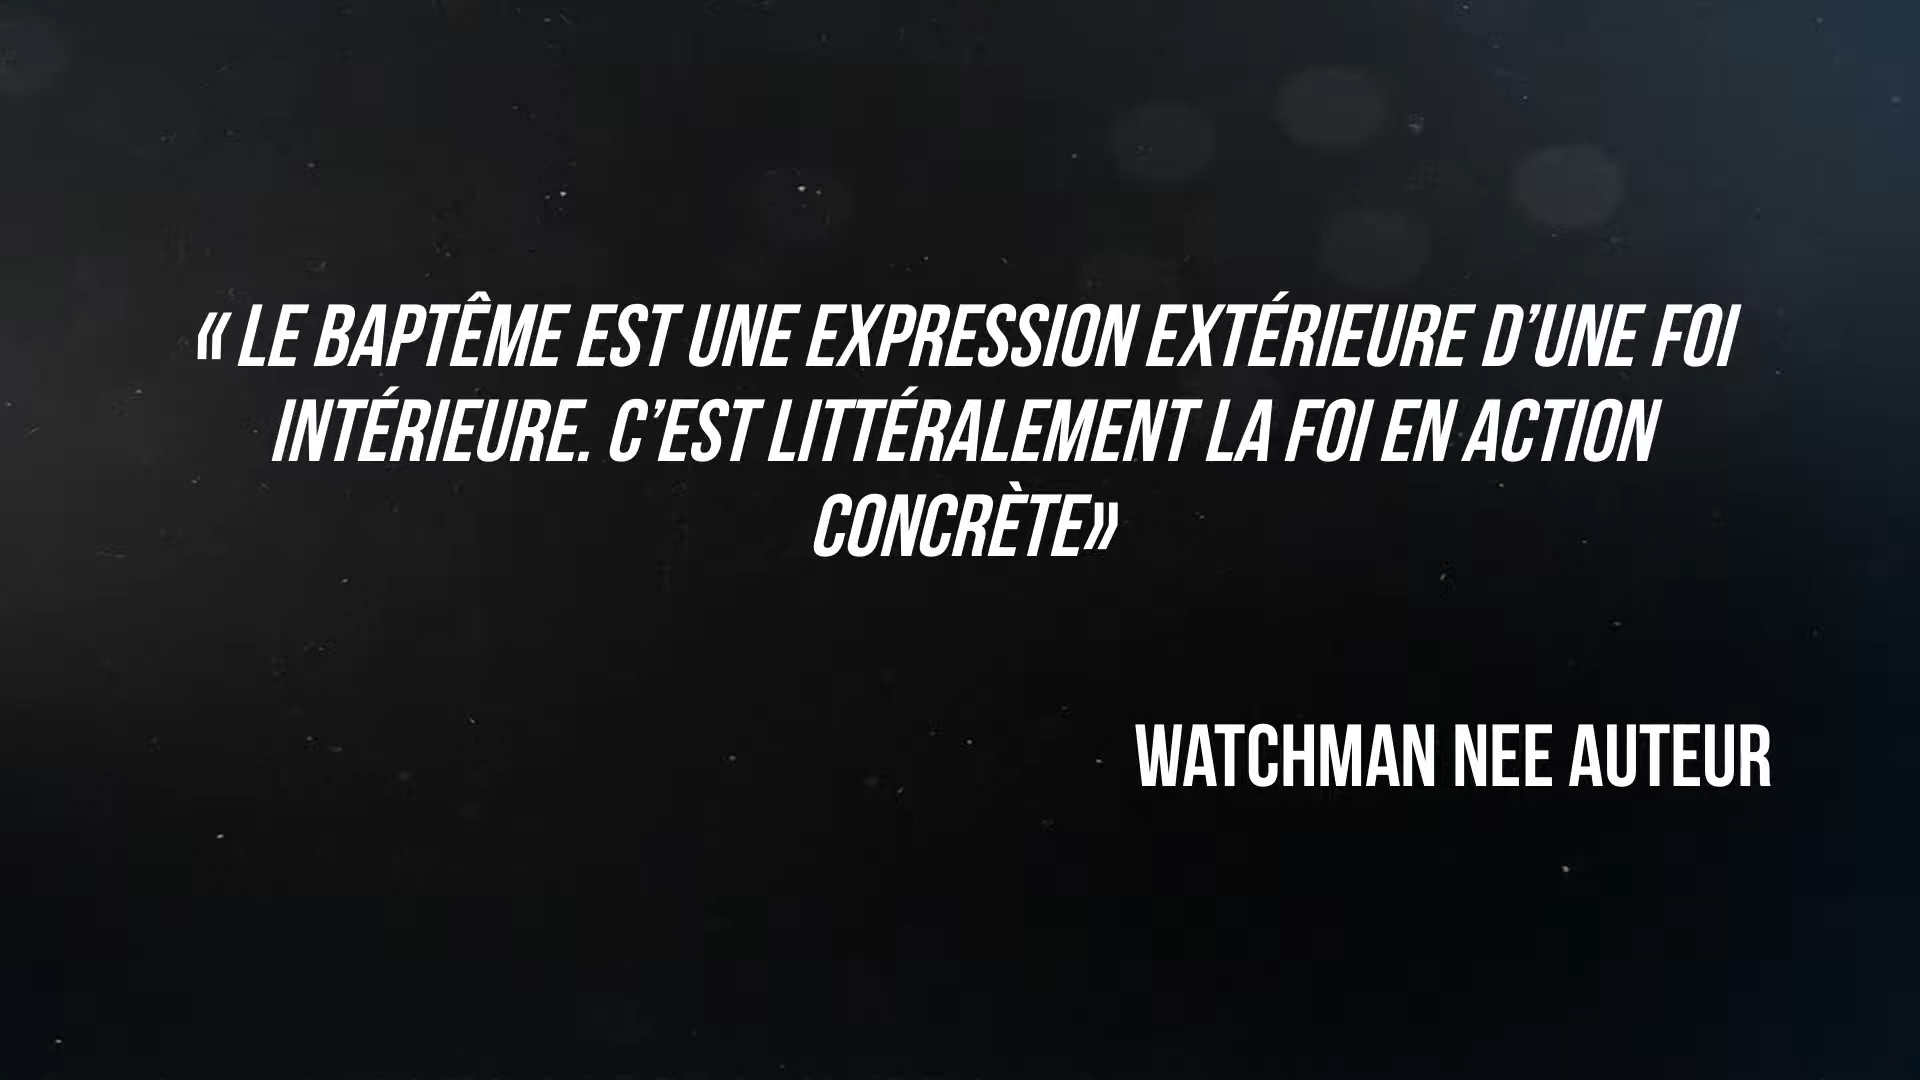 « LE BAPTÊME EST UNE EXPRESSION EXTÉRIEURE D’UNE FOI
INTÉRIEURE. C’EST LITTÉRALEMENT LA FOI EN ACTION
CONCRÈTE»
WATCHMAN NEE AUTEUR